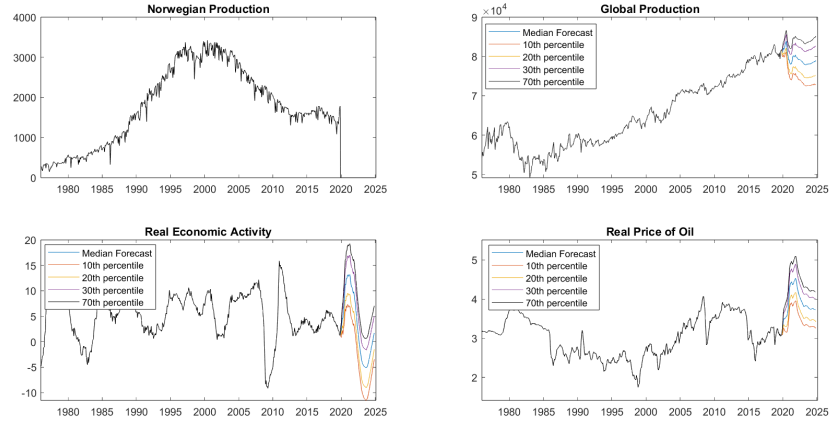 Norwegian Production
4000
3000
2000
1000
0
1980 1985 1990 1995 2000 2005 2010 2015 2020 2025
Global Production
×10⁴
9
8
7
6
5
Median Forecast
10th percentile
20th percentile
30th percentile
70th percentile
1980 1985 1990 1995 2000 2005 2010 2015 2020 2025
Real Economic Activity
20
15
10
5
0
-5
-10
Median Forecast
10th percentile
20th percentile
30th percentile
70th percentile
1980 1985 1990 1995 2000 2005 2010 2015 2020 2025
Real Price of Oil
5
4
3
2
Median Forecast
10th percentile
20th percentile
30th percentile
70th percentile
1980 1985 1990 1995 2000 2005 2010 2015 2020 2025